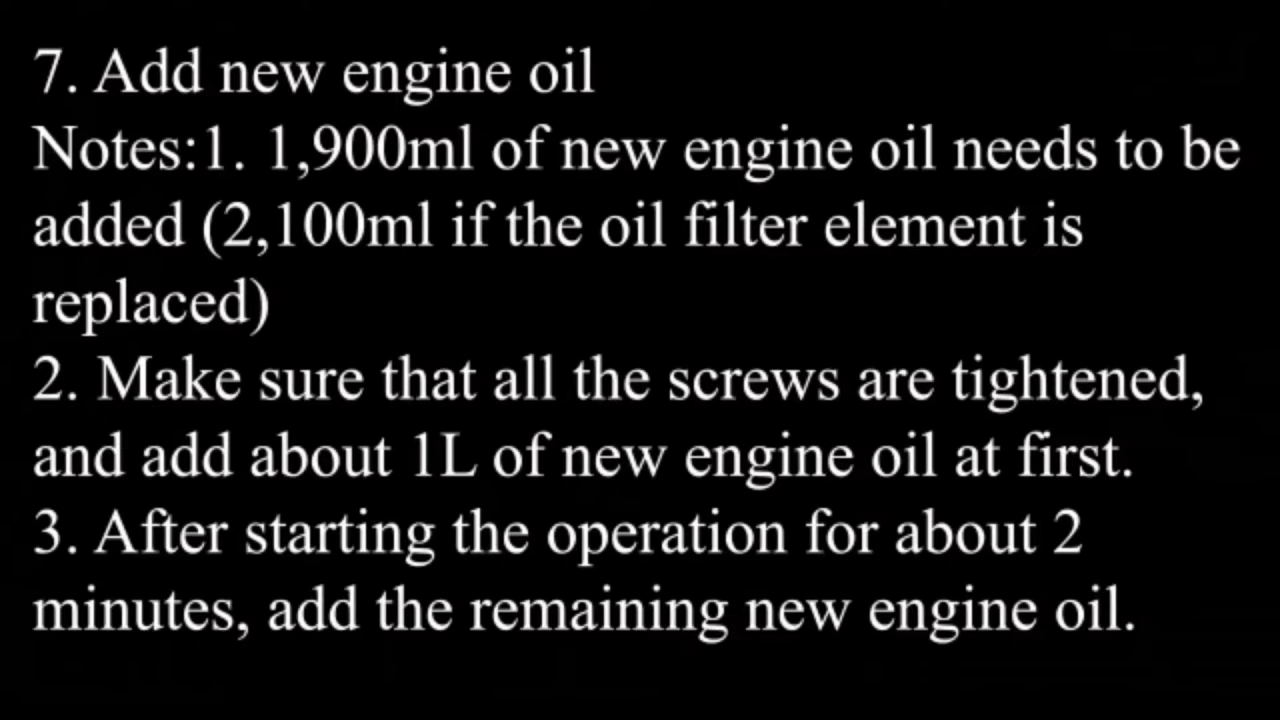 7. Add new engine oil
Notes:1. 1,900ml of new engine oil needs to be
added (2,100ml if the oil filter element is
replaced)
2. Make sure that all the screws are tightened,
and add about 1L of new engine oil at first.
3. After starting the operation for about 2
minutes, add the remaining new engine oil.